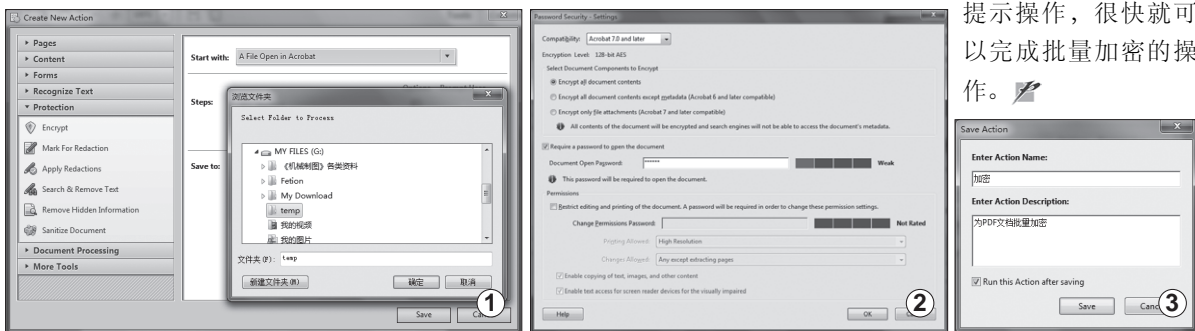 Create New Action
Pages
Content
Forms
Recognize Text
Protection
Encrypt
Mark For Redaction
Apply Redactions
Search & Remove Text
Remove Hidden Information
Sanitize Document
Document Processing
More Tools
Start with: A File Open in Acrobat
Steps:
Save to:
浏览文件夹
Select Folder to Process
MY FILES (G:)
《机械制图》各类资料
Fetion
My Download
temp
我的视频
我的图片
文件夹(F): temp
新建文件夹(N) 确定 取消
Save
1
Password Security - Settings
Compatibility: Acrobat 7.0 and later
Encryption Level: 128-bit AES
Select Document Components to Encrypt
Encrypt all document contents
Encrypt all document contents except metadata (Acrobat 6 and later compatible)
Encrypt only file attachments (Acrobat 7 and later compatible)
All contents of the document will be encrypted and search engines will not be able to access the document's metadata.
Require a password to open the document
Document Open Password: ****** Weak
This password will be required to open the document.
Permissions
Restrict editing and printing of the document. A password will be required in order to change these permission settings.
Change Permissions Password: Not Rated
Printing Allowed: High Resolution
Changes Allowed: Any except extracting pages
Enable copying of text, images, and other content
Enable text access for screen reader devices for the visually impaired
Help OK
2
提示操作，很快就可
以完成批量加密的操
作。
Save Action
Enter Action Name:
加密
Enter Action Description:
为PDF文档批量加密
Run this Action after saving
Save Canc
3